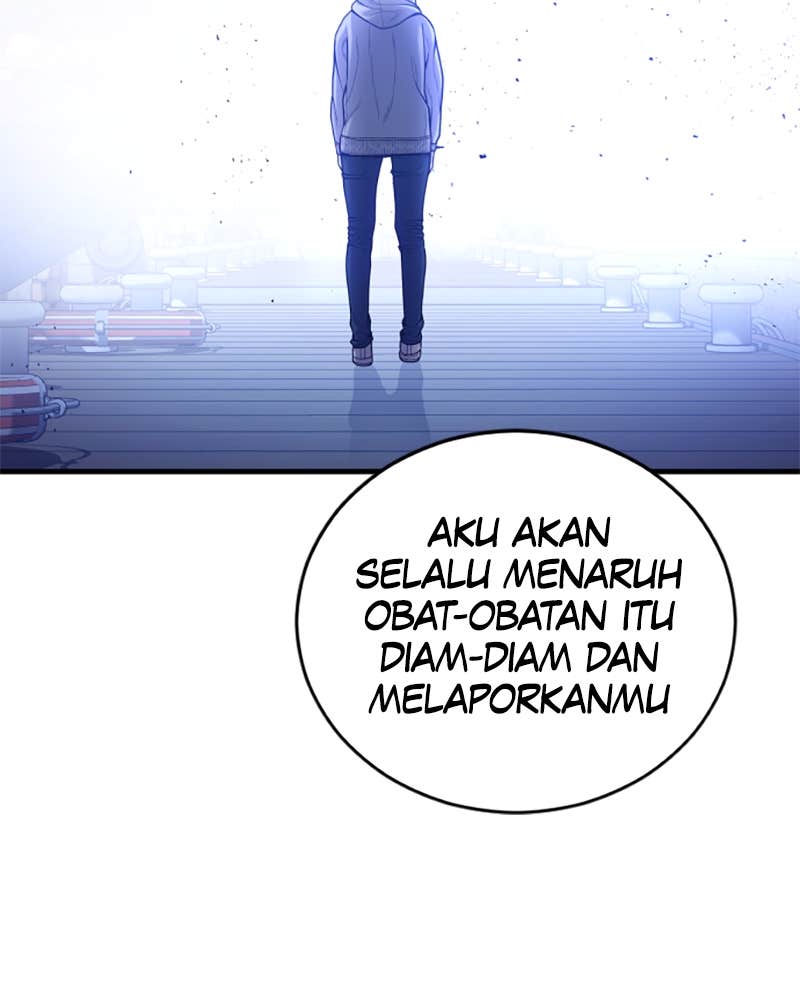 AKU AKAN
SELALU MENARUH
OBAT-OBATAN ITU
DIAM-DIAM DAN
MELAPORKANMU